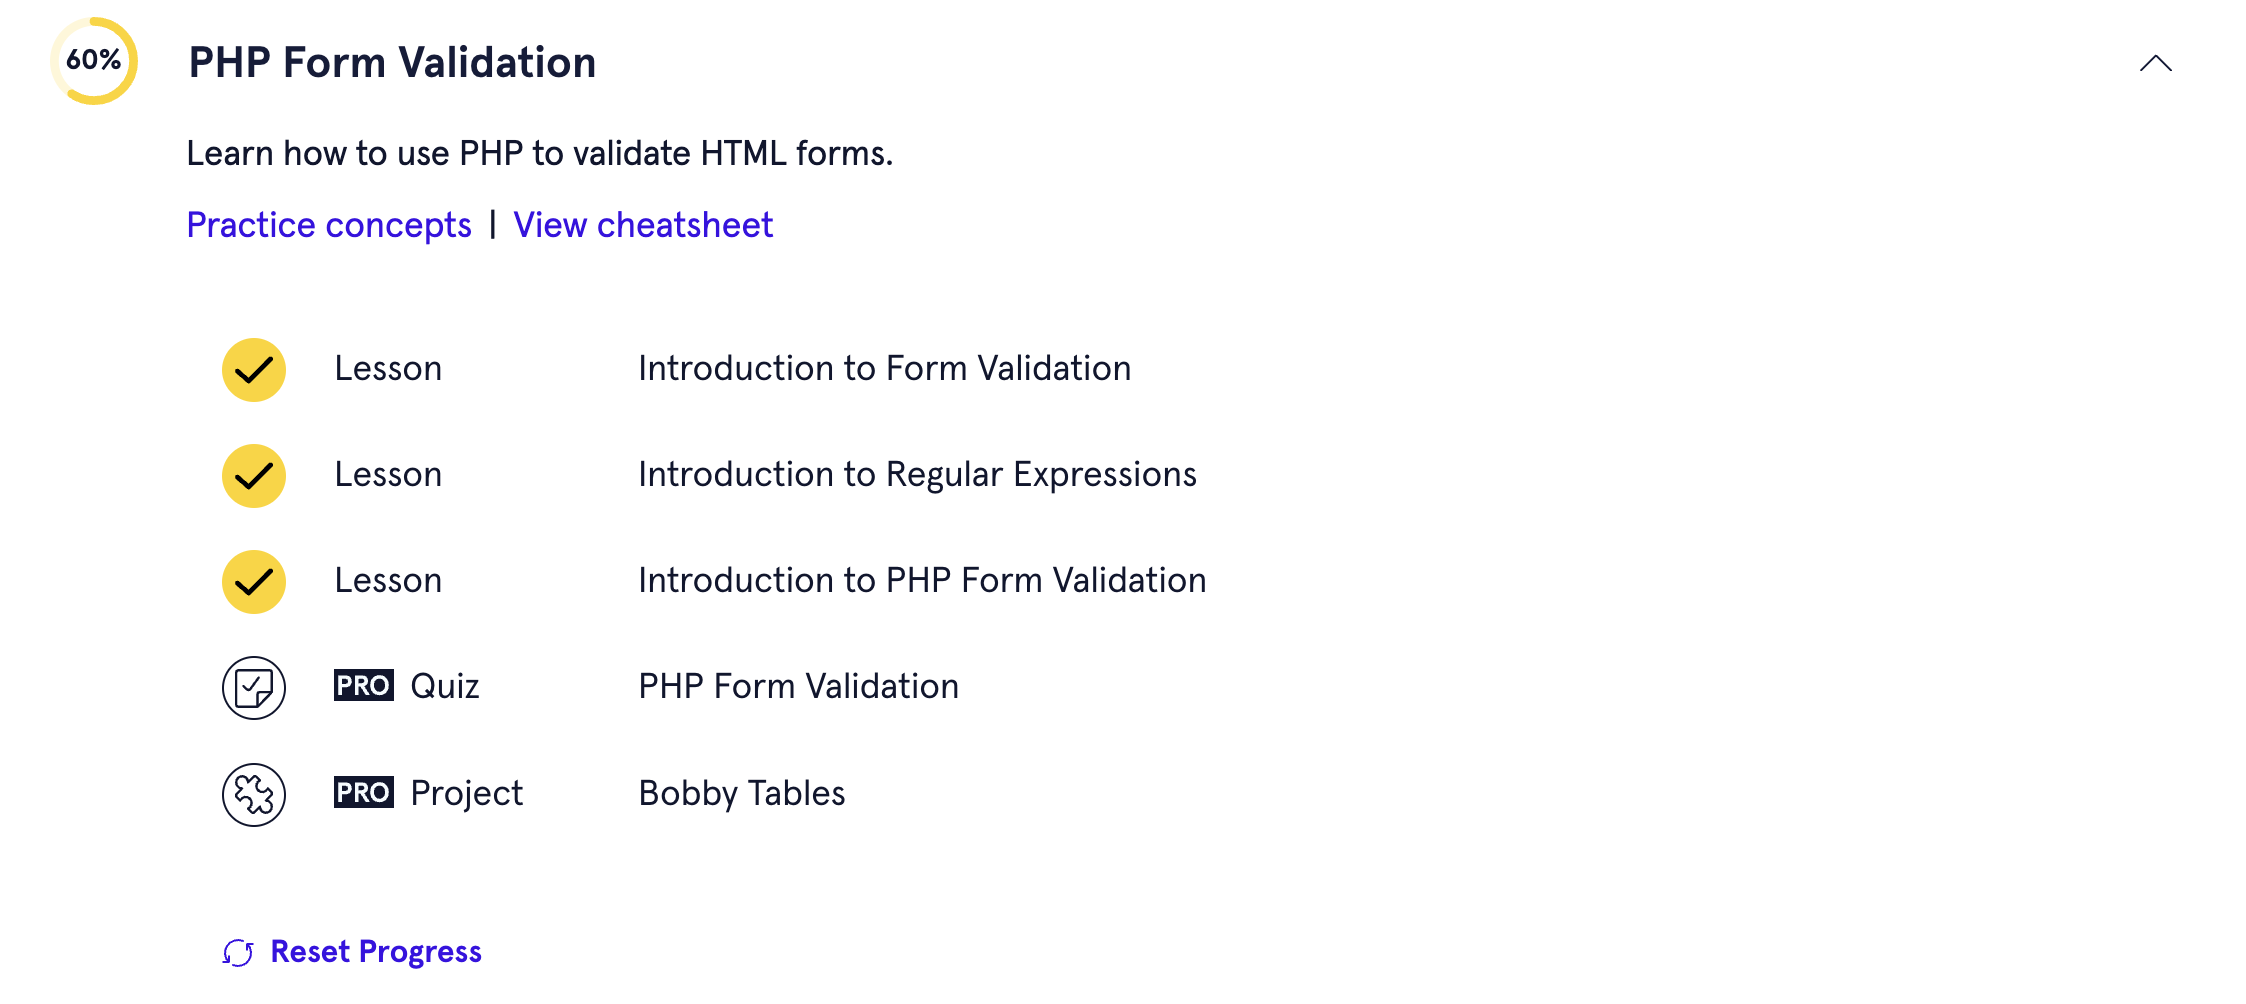 60% PHP Form Validation
Learn how to use PHP to validate HTML forms.
Practice concepts | View cheatsheet
Lesson Introduction to Form Validation
Lesson Introduction to Regular Expressions
Lesson Introduction to PHP Form Validation
PRO Quiz PHP Form Validation
PRO Project Bobby Tables
Reset Progress